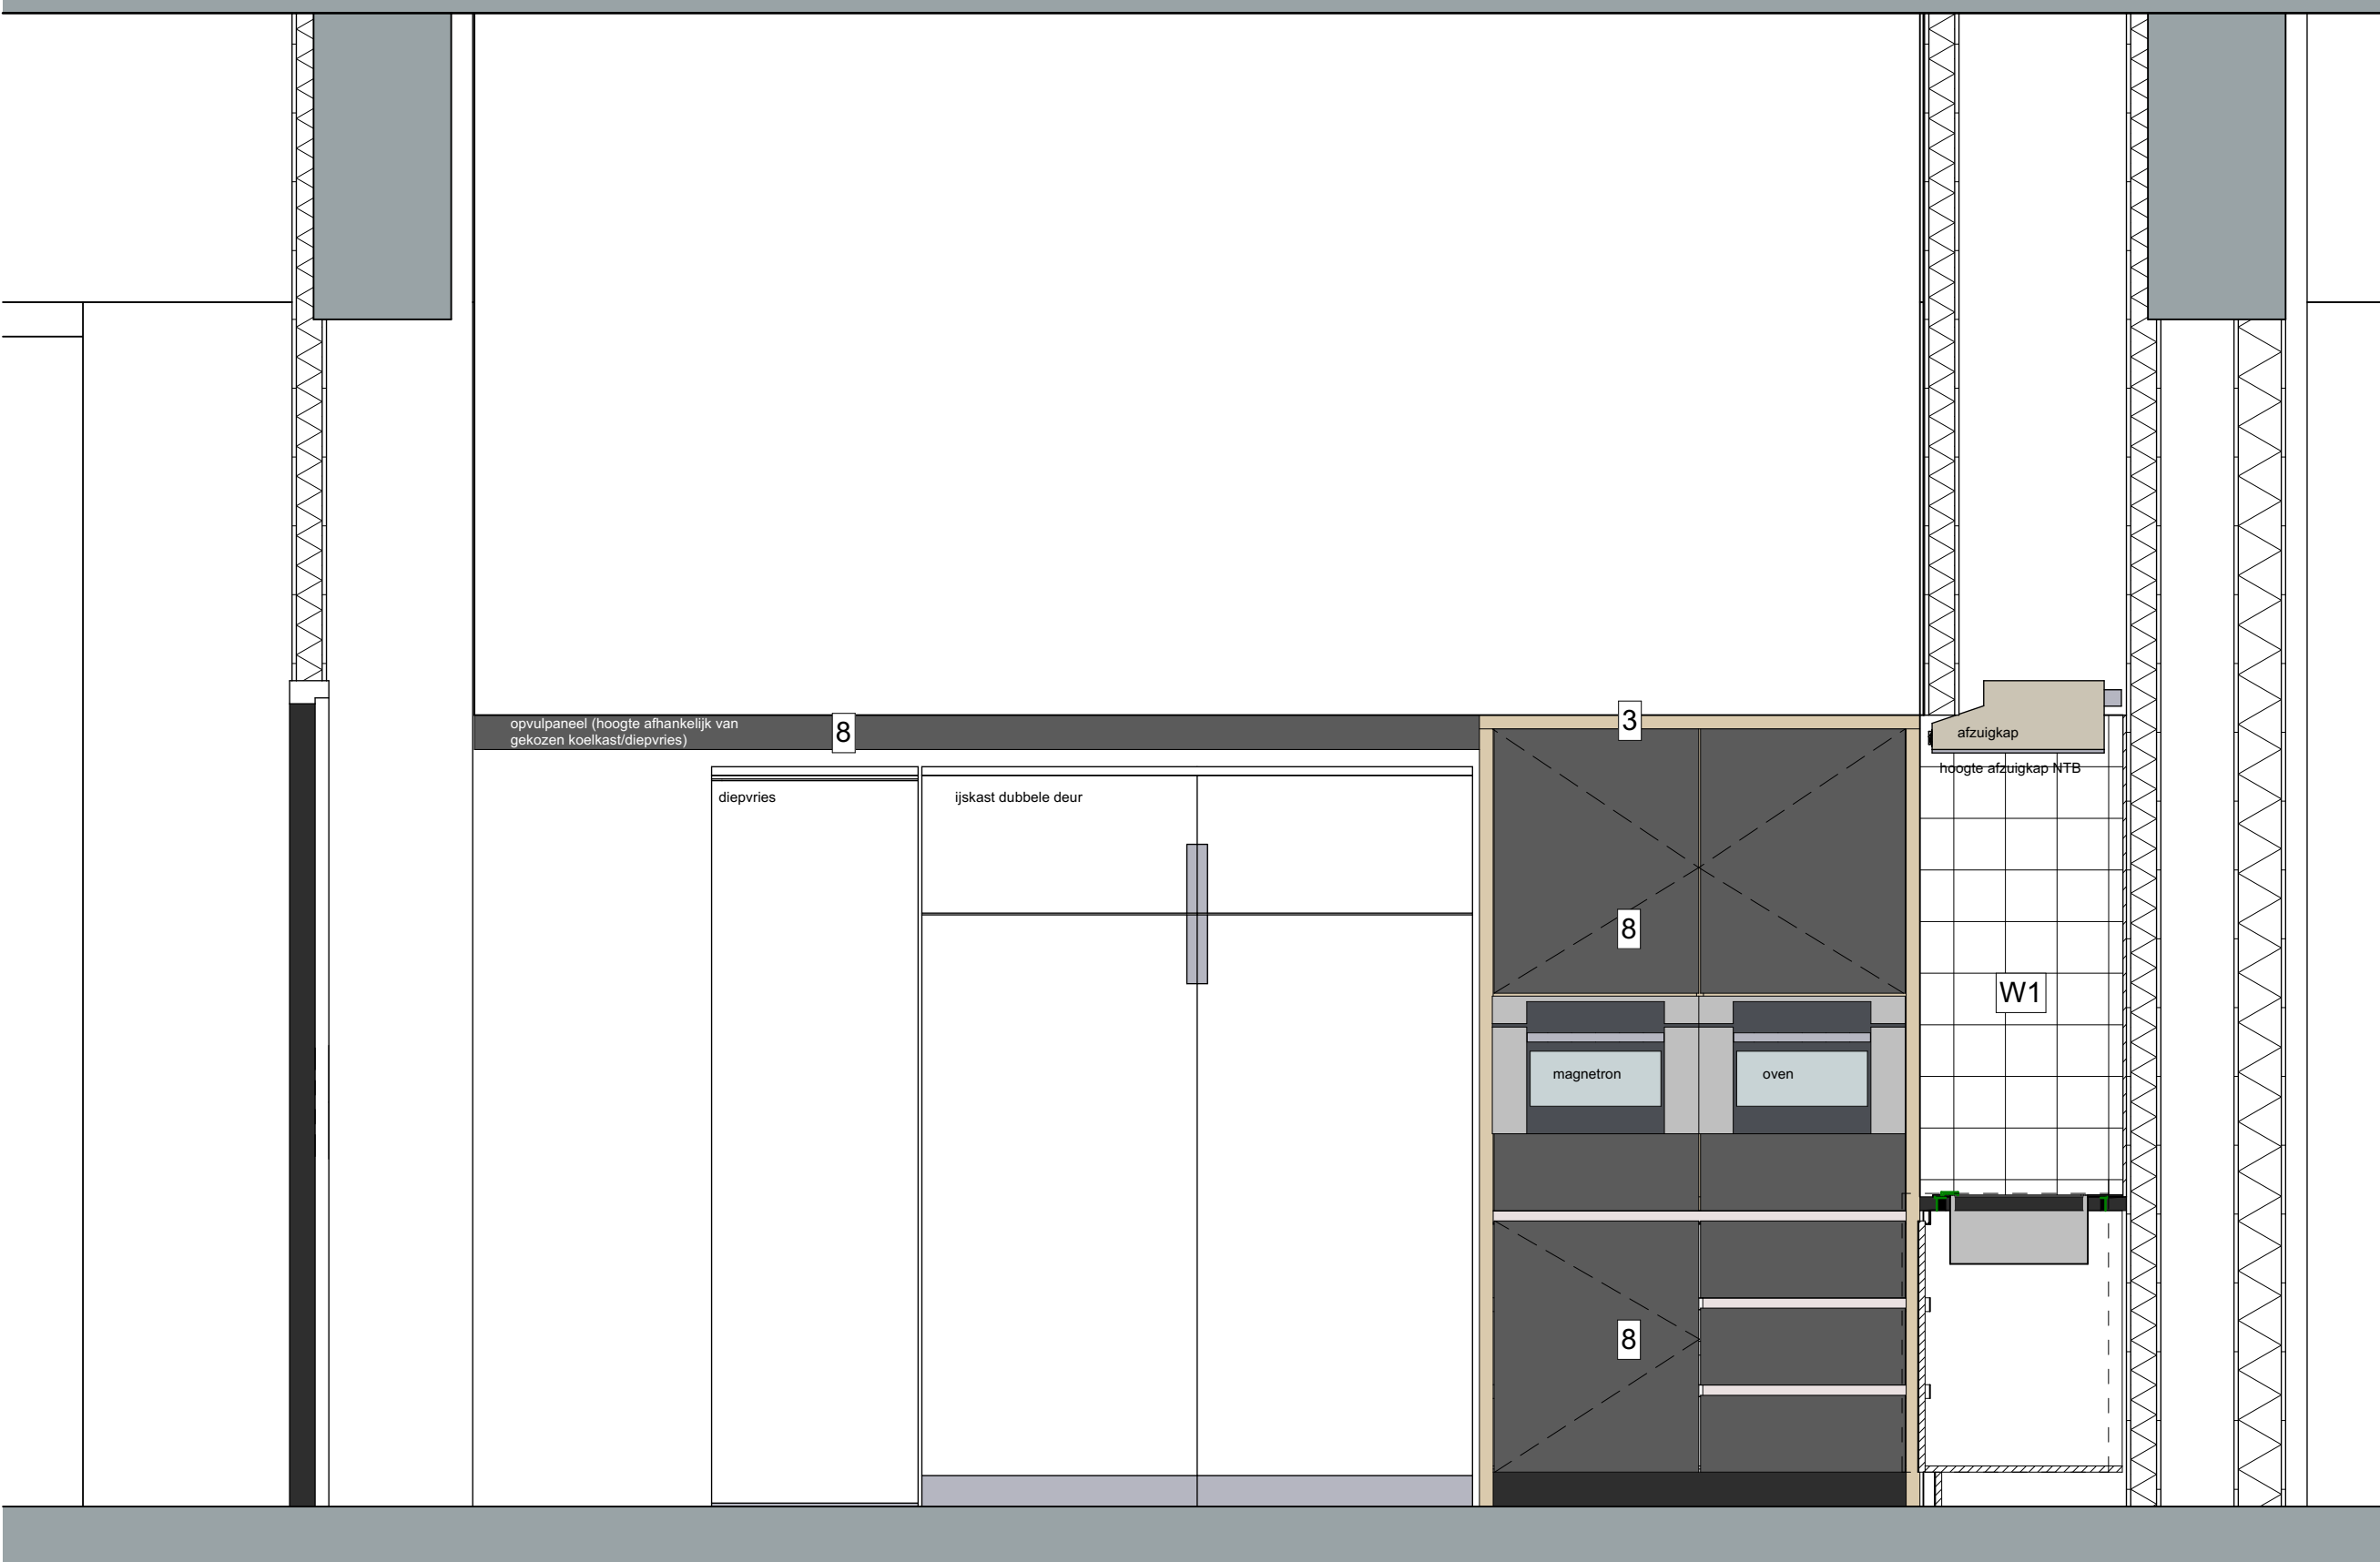 opvulpaneel (hoogte afhankelijk van
gekozen koelkast/diepvries)
8
3
afzuigkap
hoogte afzuigkap NTB
diepvries
ijskast dubbele deur
8
W1
magnetron
oven
8